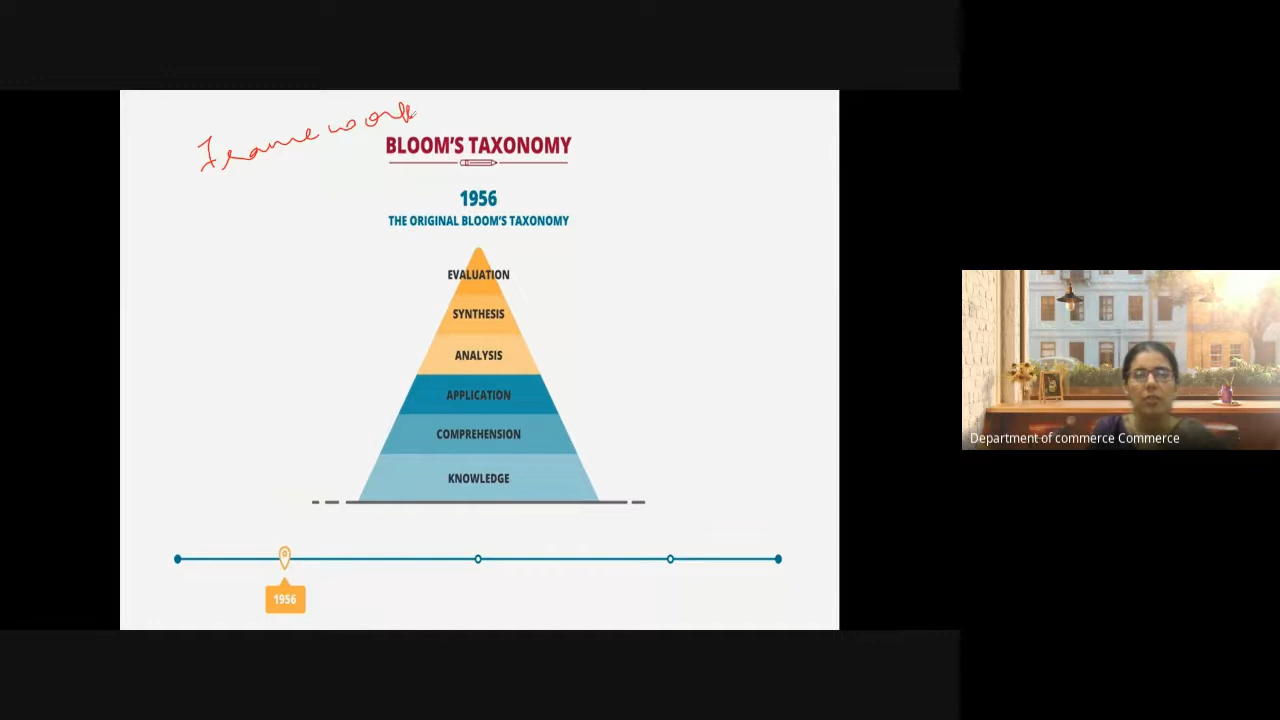 Framework
BLOOM'S TAXONOMY
1956
THE ORIGINAL BLOOM'S TAXONOMY
EVALUATION
SYNTHESIS
ANALYSIS
APPLICATION
COMPREHENSION
KNOWLEDGE
1956
Department of commerce Commerce